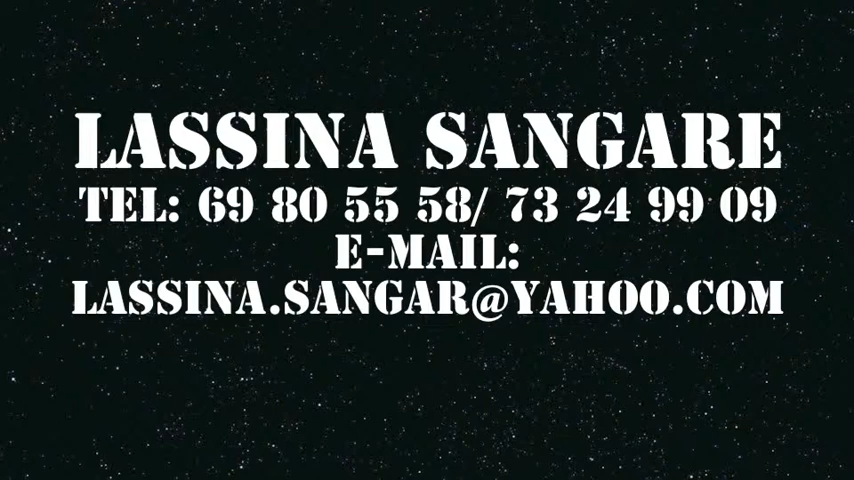 LASSINA SANGARE
TEL: 69 80 55 58/ 73 24 99 09
E-MAIL:
LASSINA.SANGAR@YAHOO.COM